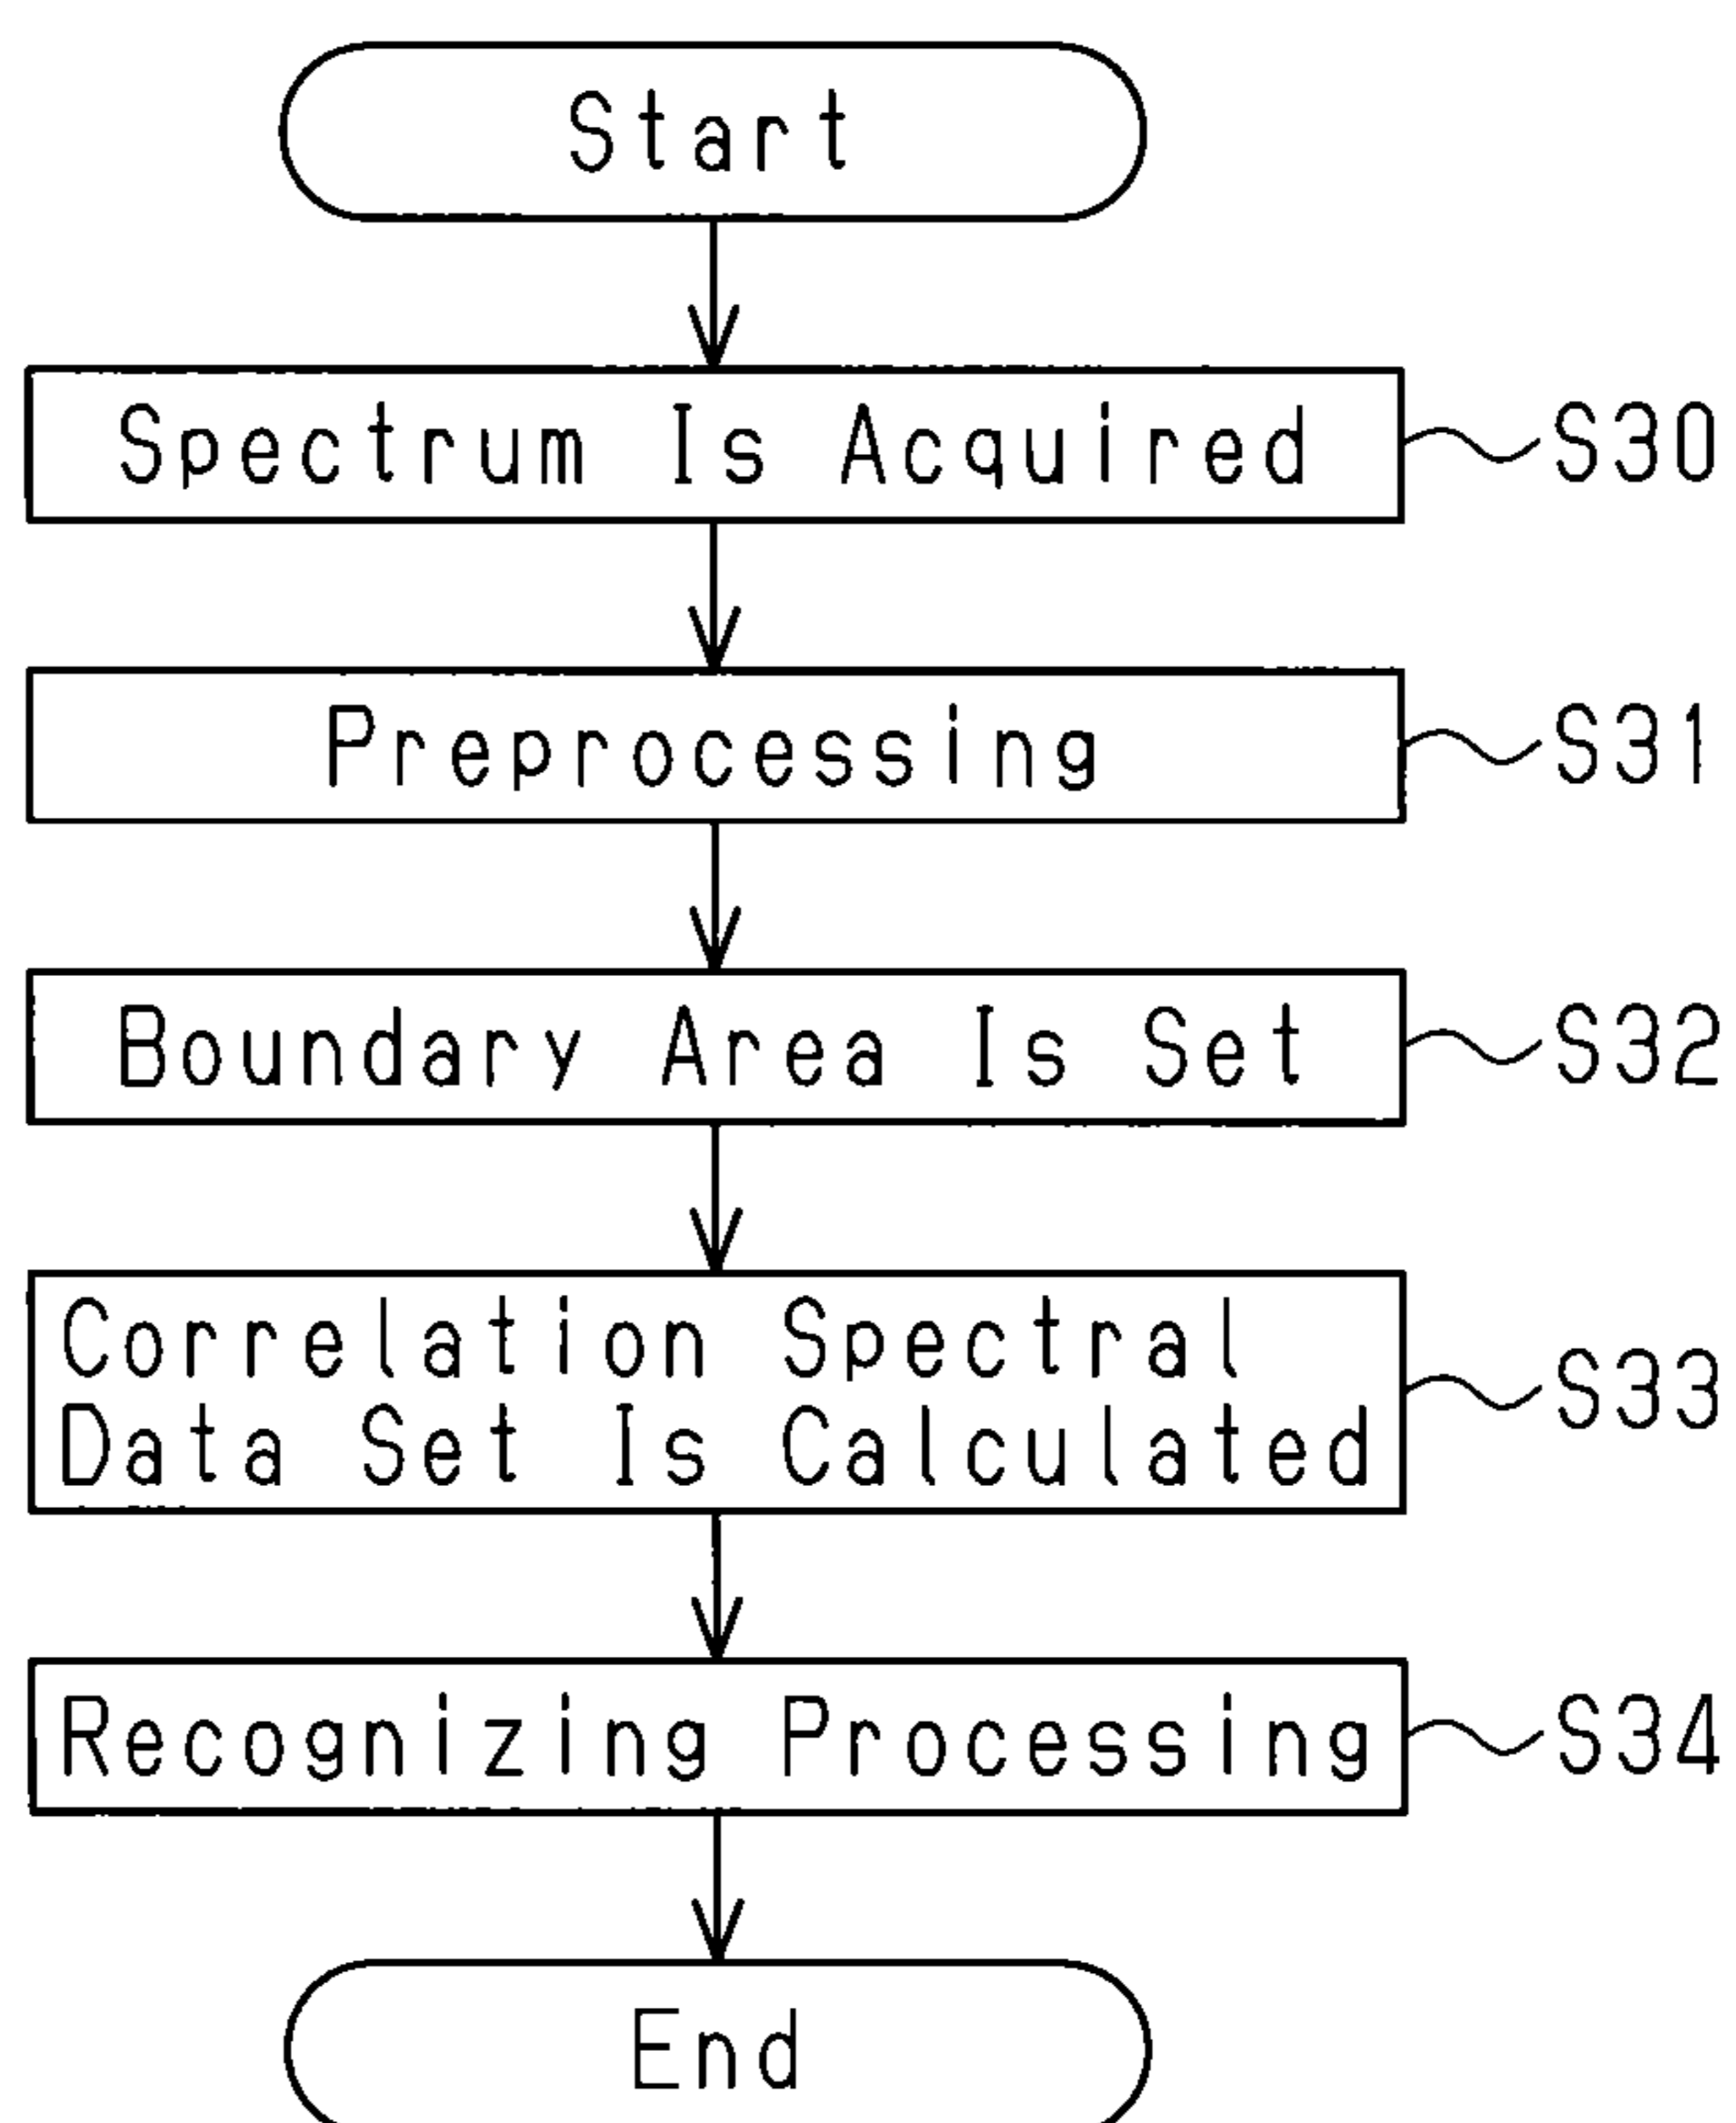 Start
Spectrum Is Acquired
S30
Preprocessing
S31
Boundary Area Is Set
S32
Correlation Spectral
Data Set Is Calculated
S33
Recognizing Processing
S34
End